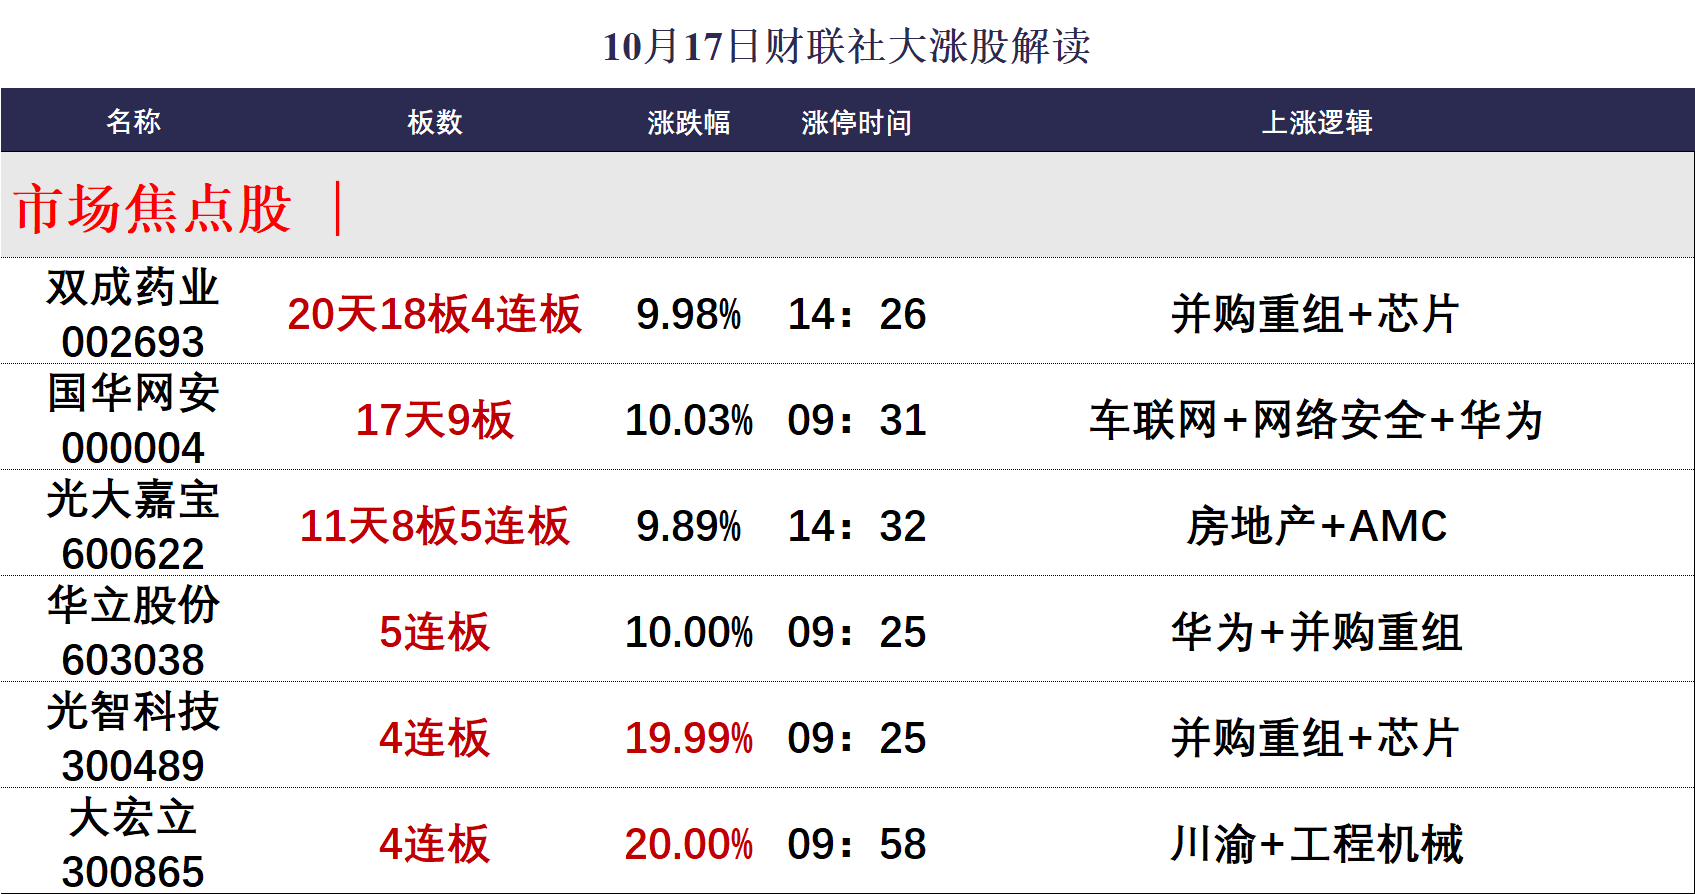 10月17日财联社大涨股解读
名称 板数 涨跌幅 涨停时间 上涨逻辑
市场焦点股 |
双成药业
002693 20天18板4连板 9.98% 14：26 并购重组+芯片
国华网安
000004 17天9板 10.03% 09：31 车联网+网络安全+华为
光大嘉宝
600622 11天8板5连板 9.89% 14：32 房地产+AMC
华立股份
603038 5连板 10.00% 09：25 华为+并购重组
光智科技
300489 4连板 19.99% 09：25 并购重组+芯片
大宏立
300865 4连板 20.00% 09：58 川渝+工程机械